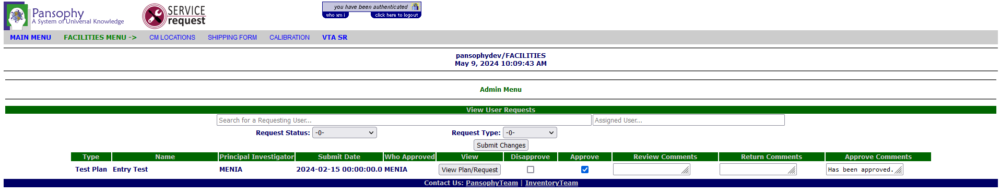 Pansophy
A System of Universal Knowledge
SERVICE
request
you have been authenticated
who am i click here to logout
MAIN MENU FACILITIES MENU -> CM LOCATIONS SHIPPING FORM CALIBRATION VTA SR
pansophydev/FACILITIES
May 9, 2024 10:09:43 AM
Admin Menu
View User Requests
Search for a Requesting User... Assigned User...
Request Status: -0- Request Type: -0-
Submit Changes
Type Name Principal Investigator Submit Date Who Approved View Disapprove Approve Review Comments Return Comments Approve Comments
Test Plan Entry Test MENIA 2024-02-15 00:00:00.0 MENIA View Plan/Request Has been approved.
Contact Us: PansophyTeam | InventoryTeam